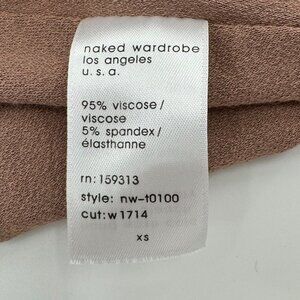 naked wardrobe
los angeles
u.s.a.
95% viscose/
viscose
5% spandex/
élasthanne
rn: 159313
style: nw-t0100
cut: w1714
xs